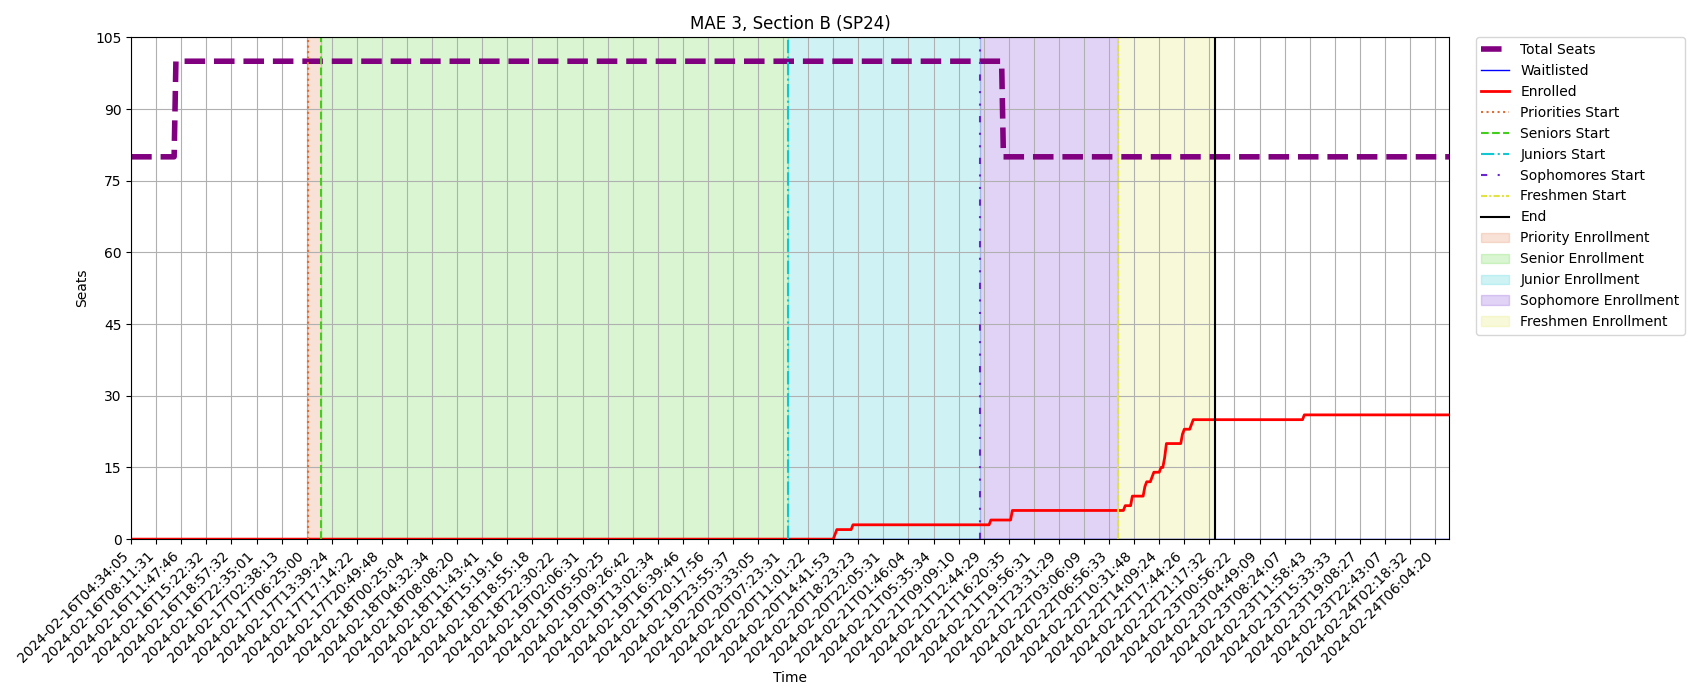 MAE 3, Section B (SP24)
105
90
75
60
45
30
15
0
Seats
2024-02-16T04:34:05
2024-02-16T08:11:31
2024-02-16T11:47:46
2024-02-16T15:22:32
2024-02-16T18:57:32
2024-02-16T22:35:01
2024-02-17T02:38:13
2024-02-17T06:25:00
2024-02-17T13:39:24
2024-02-17T17:14:22
2024-02-17T20:49:48
2024-02-18T00:25:04
2024-02-18T04:32:34
2024-02-18T08:08:20
2024-02-18T11:43:41
2024-02-18T15:19:16
2024-02-18T18:55:18
2024-02-18T22:30:22
2024-02-19T02:06:31
2024-02-19T05:50:25
2024-02-19T09:26:42
2024-02-19T13:02:34
2024-02-19T16:39:46
2024-02-19T20:17:56
2024-02-19T23:55:37
2024-02-20T03:33:05
2024-02-20T07:23:31
2024-02-20T11:01:22
2024-02-20T14:41:53
2024-02-20T18:23:23
2024-02-20T22:05:31
2024-02-21T01:46:04
2024-02-21T05:35:34
2024-02-21T09:09:10
2024-02-21T12:44:29
2024-02-21T16:20:35
2024-02-21T19:56:31
2024-02-21T23:31:29
2024-02-22T03:06:09
2024-02-22T06:56:33
2024-02-22T10:31:48
2024-02-22T14:09:24
2024-02-22T17:44:26
2024-02-22T21:17:32
2024-02-23T00:56:22
2024-02-23T04:49:09
2024-02-23T08:24:07
2024-02-23T11:58:43
2024-02-23T15:33:33
2024-02-23T19:08:27
2024-02-23T22:43:07
2024-02-24T02:18:32
2024-02-24T06:04:20
Time
Total Seats
Waitlisted
Enrolled
Priorities Start
Seniors Start
Juniors Start
Sophomores Start
Freshmen Start
End
Priority Enrollment
Senior Enrollment
Junior Enrollment
Sophomore Enrollment
Freshmen Enrollment